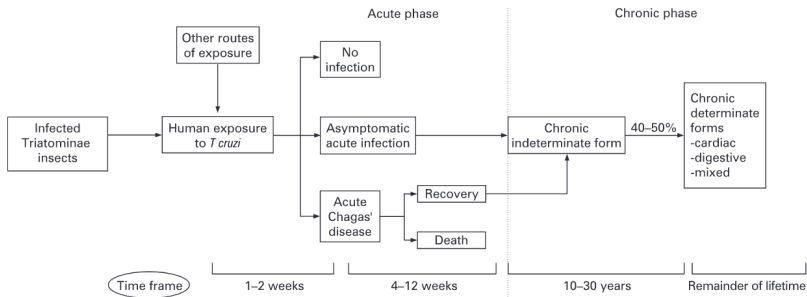 Acute phase
Chronic phase
Other routes
of exposure
No
infection
Infected
Triatominae
insects
Human exposure
to T cruzi
Asymptomatic
acute infection
Chronic
indeterminate form
40–50%
Chronic
determinate
forms
-cardiac
-digestive
-mixed
Acute
Chagas'
disease
Recovery
Death
Time frame
1–2 weeks
4–12 weeks
10–30 years
Remainder of lifetime